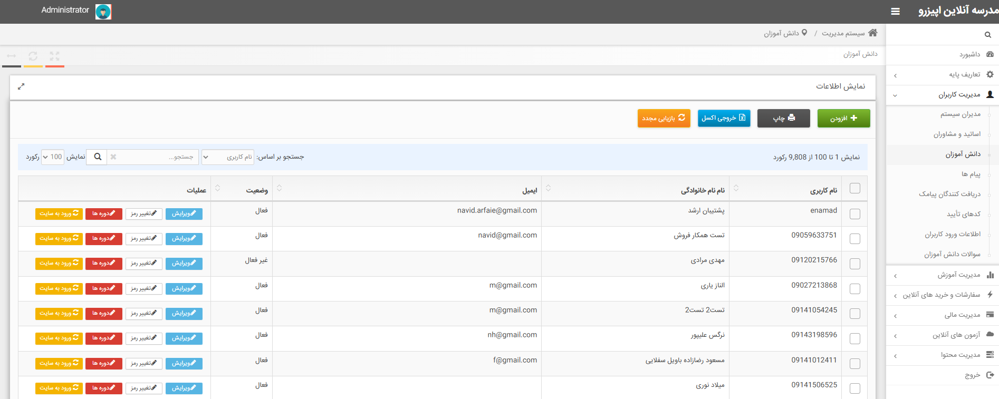 مدرسه آنلاین اپیزرو
Administrator
سیستم مدیریت / دانش آموزان
دانش آموزان
داشبورد
تعاریف پایه
مدیریت کاربران
مدیران سیستم
اساتید و مشاوران
دانش آموزان
پیام ها
دریافت کنندگان پیامک
کدهای تأیید
اطلاعات ورود کاربران
سوالات دانش آموزان
مدیریت آموزش
سفارشات و خرید های آنلاین
مدیریت مالی
آزمون های آنلاین
مدیریت محتوا
خروج
نمایش اطلاعات
افزودن چاپ خروجی اکسل بازیابی مجدد
نمایش 1 تا 100 از 9,808 رکورد جستجو بر اساس: نام کاربری جستجو... نمایش 100 رکورد
نام کاربری نام نام خانوادگی ایمیل وضعیت عملیات
enamad پشتیبان ارشد navid.arfaie@gmail.com فعال ویرایش تغییر رمز دوره ها ورود به سایت
09059633751 تست همکار فروش navid@gmail.com فعال ویرایش تغییر رمز دوره ها ورود به سایت
09120215766 مهدی مرادی غیر فعال ویرایش تغییر رمز دوره ها ورود به سایت
09027213868 الناز یاری m@gmail.com فعال ویرایش تغییر رمز دوره ها ورود به سایت
09141054245 تست2 تست2 m@gmail.com فعال ویرایش تغییر رمز دوره ها ورود به سایت
09143198596 نرگس علیپور nh@gmail.com فعال ویرایش تغییر رمز دوره ها ورود به سایت
09141012411 مسعود رضازاده باویل سفلایی f@gmail.com فعال ویرایش تغییر رمز دوره ها ورود به سایت
09141506525 میلاد نوری فعال ویرایش تغییر رمز دوره ها ورود به سایت